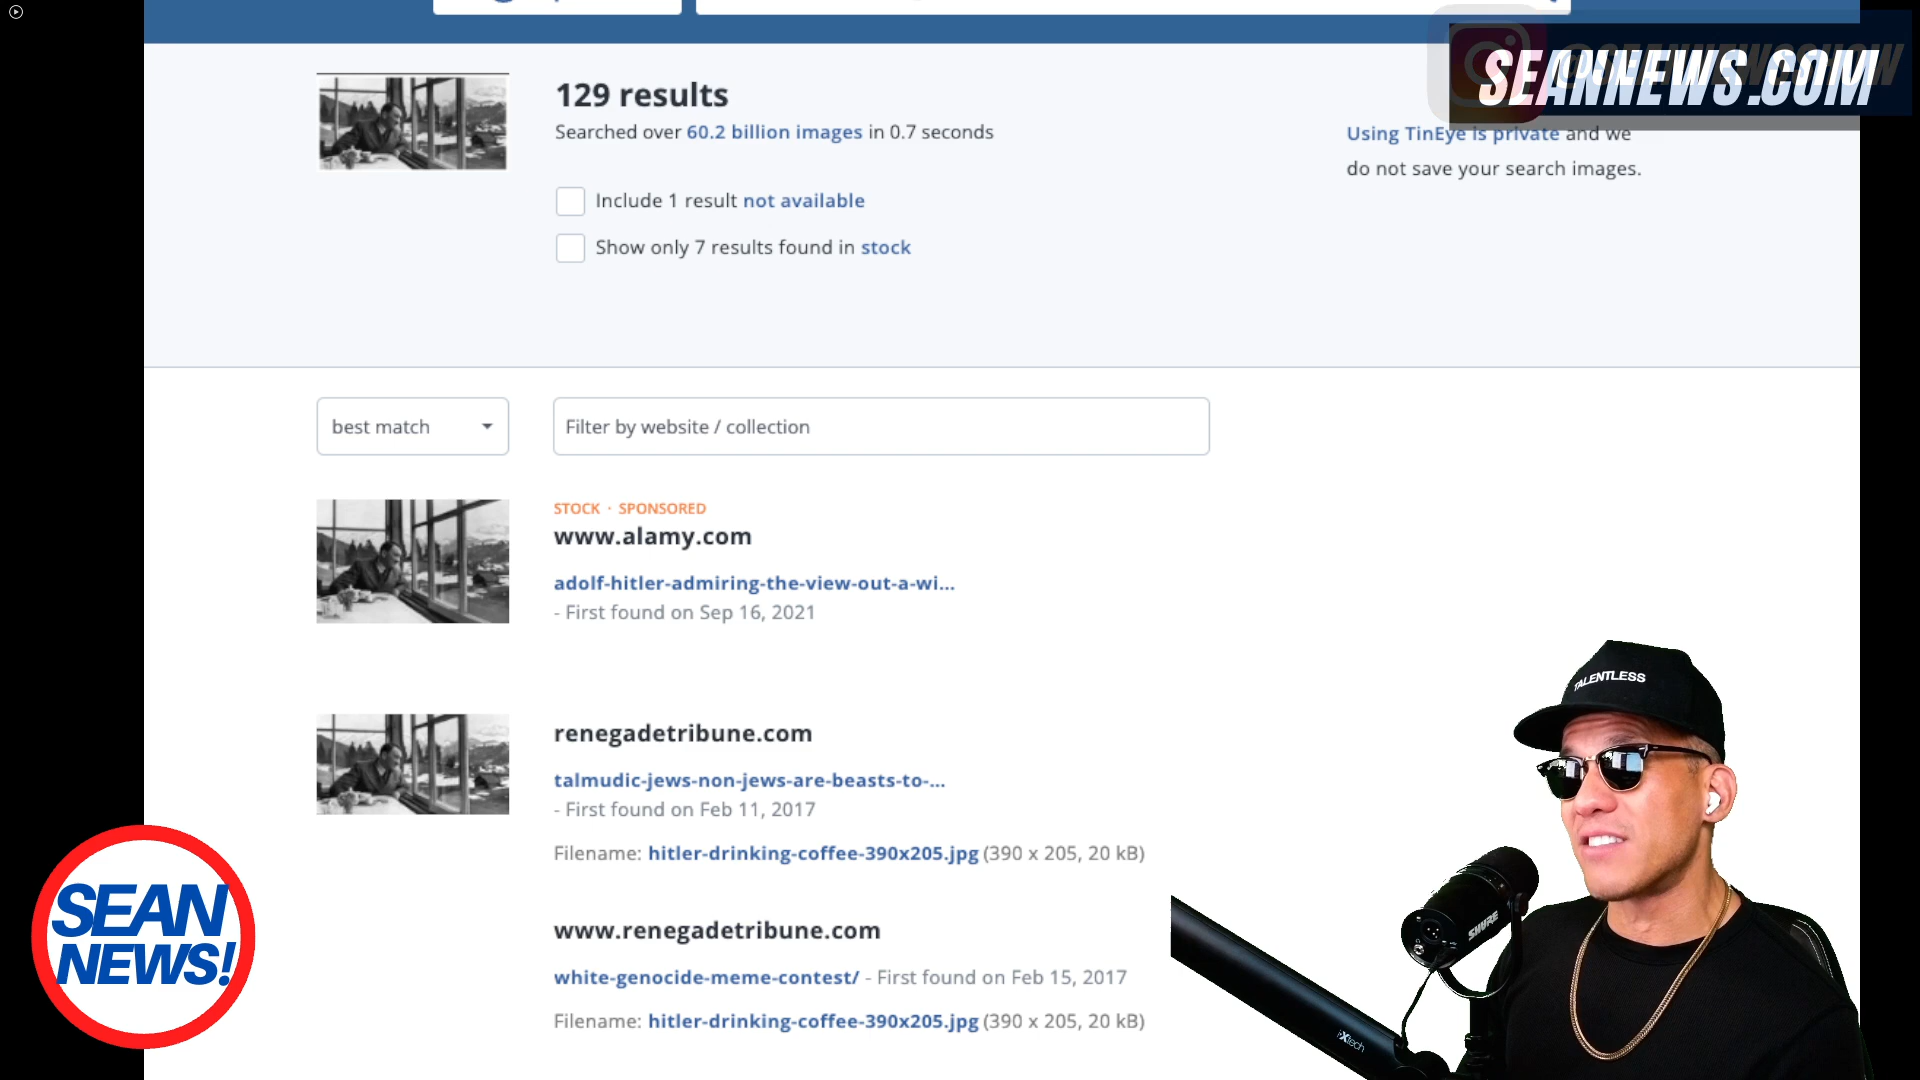 SEANNEWS.COM
129 results
Searched over 60.2 billion images in 0.7 seconds
Using TinEye is private and we
do not save your search images.
Include 1 result not available
Show only 7 results found in stock
best match
Filter by website / collection
STOCK · SPONSORED
www.alamy.com
adolf-hitler-admiring-the-view-out-a-wi...
- First found on Sep 16, 2021
renegadetribune.com
talmudic-jews-non-jews-are-beasts-to-...
- First found on Feb 11, 2017
Filename: hitler-drinking-coffee-390x205.jpg (390 x 205, 20 kB)
www.renegadetribune.com
white-genocide-meme-contest/ - First found on Feb 15, 2017
Filename: hitler-drinking-coffee-390x205.jpg (390 x 205, 20 kB)
TALENTLESS
SHURE
iXtech
SEAN
NEWS!